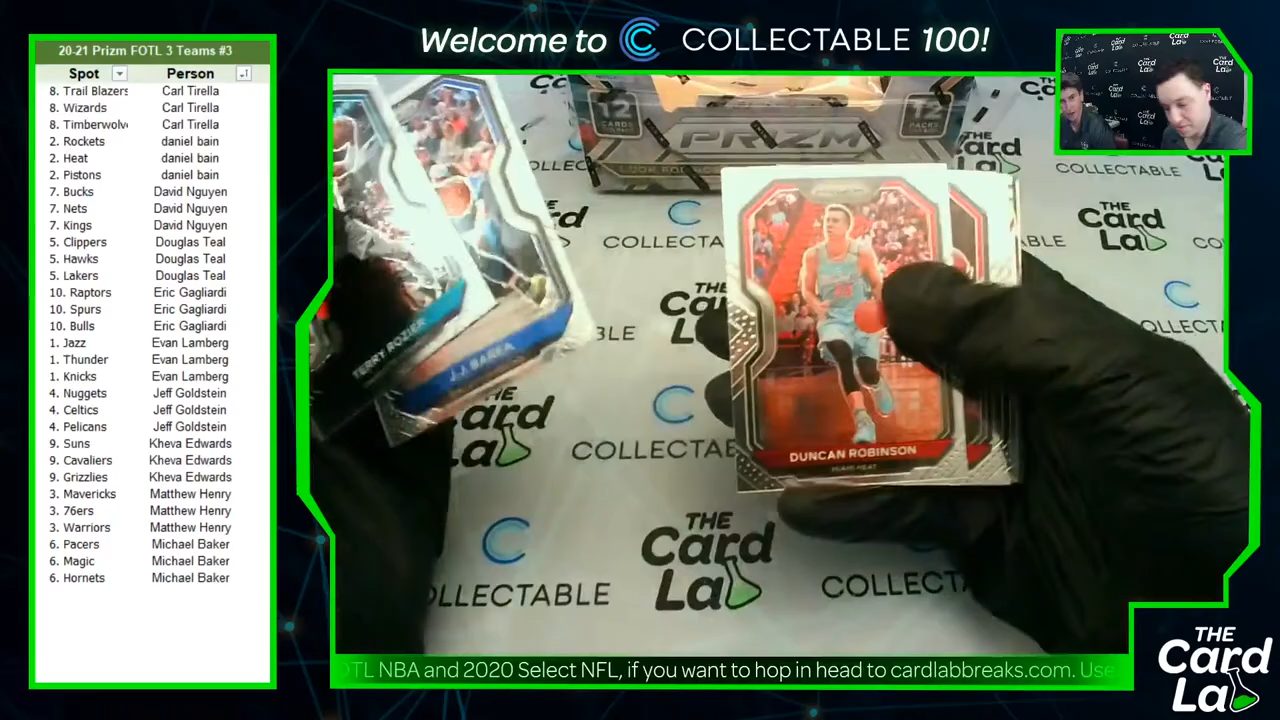 Welcome to COLLECTABLE 100!
20-21 Prizm FOTL 3 Teams #3
Spot Person
8. Trail Blazers Carl Tirella
8. Wizards Carl Tirella
8. Timberwolv Carl Tirella
2. Rockets daniel bain
2. Heat daniel bain
2. Pistons daniel bain
7. Bucks David Nguyen
7. Nets David Nguyen
7. Kings David Nguyen
5. Clippers Douglas Teal
5. Hawks Douglas Teal
5. Lakers Douglas Teal
10. Raptors Eric Gagliardi
10. Spurs Eric Gagliardi
10. Bulls Eric Gagliardi
1. Jazz Evan Lamberg
1. Thunder Evan Lamberg
1. Knicks Evan Lamberg
4. Nuggets Jeff Goldstein
4. Celtics Jeff Goldstein
4. Pelicans Jeff Goldstein
9. Suns Kheva Edwards
9. Cavaliers Kheva Edwards
9. Grizzlies Kheva Edwards
3. Mavericks Matthew Henry
3. 76ers Matthew Henry
3. Warriors Matthew Henry
6. Pacers Michael Baker
6. Magic Michael Baker
6. Hornets Michael Baker
12 CARDS
PRIZM
12 PACKS
TERRY ROZIER
J.J. BAREA
DUNCAN ROBINSON
MIAMI HEAT
THE
Card
Lab
COLLECTABLE
OTL NBA and 2020 Select NFL, if you want to hop in head to cardlabbreaks.com. Use
THE
Card
Lab